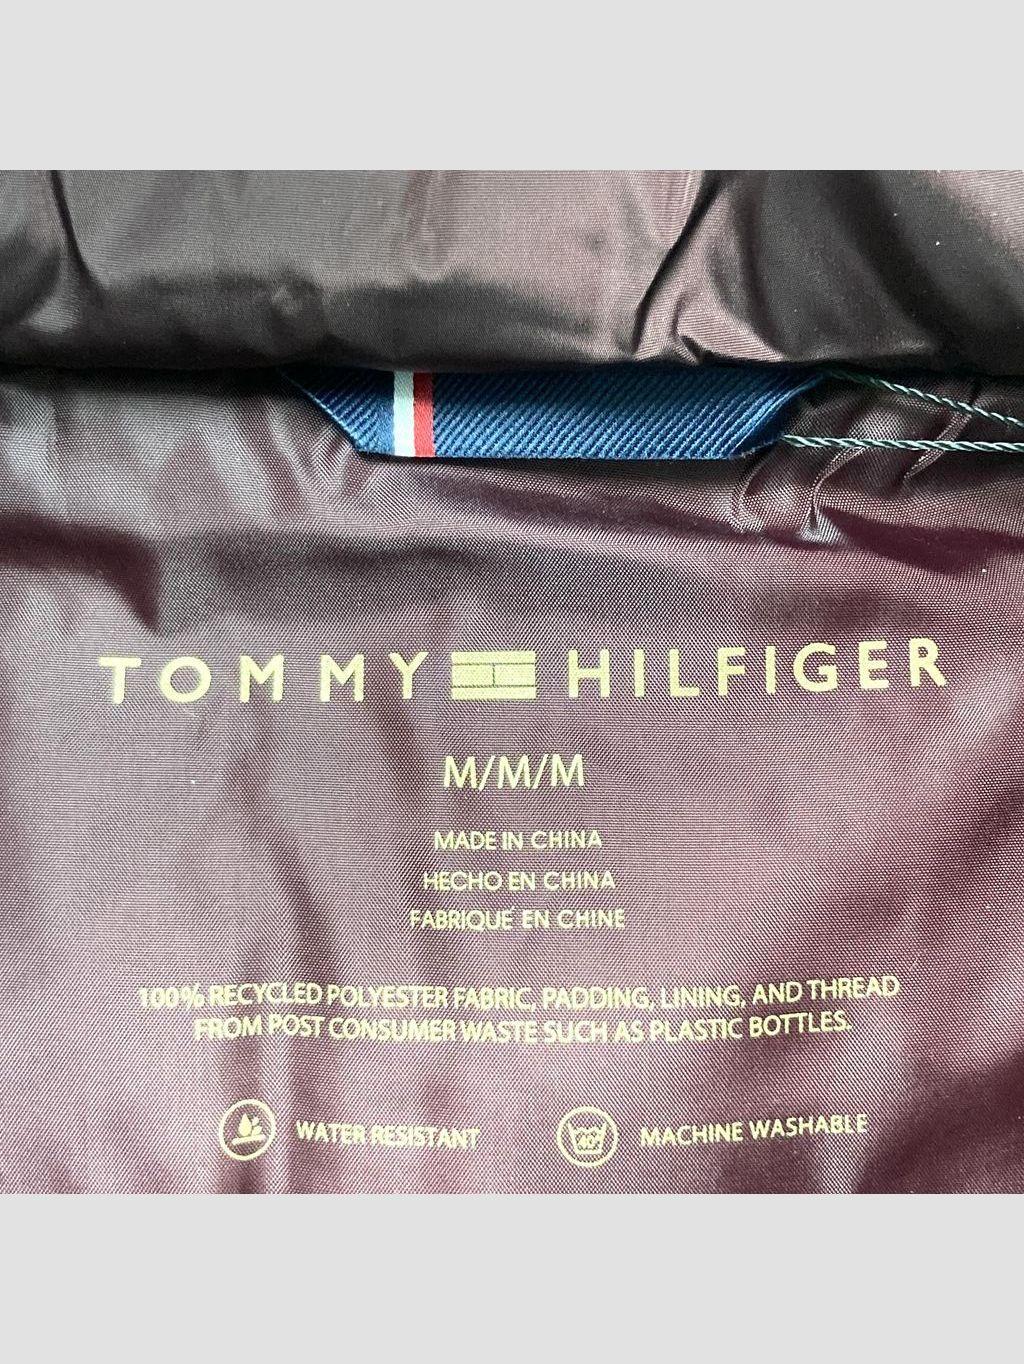 TOMMY HILFIGER
M/M/M
MADE IN CHINA
HECHO EN CHINA
FABRIQUÉ EN CHINE
100% RECYCLED POLYESTER FABRIC, PADDING, LINING, AND THREAD
FROM POST CONSUMER WASTE SUCH AS PLASTIC BOTTLES.
WATER RESISTANT
40° MACHINE WASHABLE